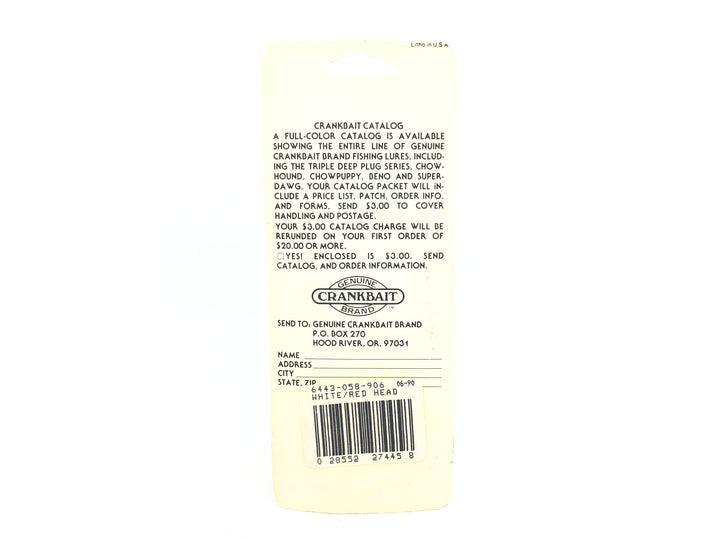 Litho in U.S.A.
CRANKBAIT CATALOG
A FULL-COLOR CATALOG IS AVAILABLE
SHOWING THE ENTIRE LINE OF GENUINE
CRANKBAIT BRAND FISHING LURES, INCLUD-
ING THE TRIPLE DEEP PLUG SERIES, CHOW-
HOUND, CHOWPUPPY, BENO AND SUPER-
DAWG. YOUR CATALOG PACKET WILL IN-
CLUDE A PRICE LIST, PATCH, ORDER INFO.
AND FORMS. SEND $3.00 TO COVER
HANDLING AND POSTAGE.
YOUR $3.00 CATALOG CHARGE WILL BE
RERUNDED ON YOUR FIRST ORDER OF
$20.00 OR MORE.
☐YES! ENCLOSED IS $3.00. SEND
CATALOG, AND ORDER INFORMATION.
GENUINE
CRANKBAIT
BRAND ™
SEND TO: GENUINE CRANKBAIT BRAND
P.O. BOX 270
HOOD RIVER, OR. 97031
NAME
ADDRESS
CITY
STATE, ZIP
6443-058-906 06-90
WHITE/RED HEAD
0 28552 27445 8